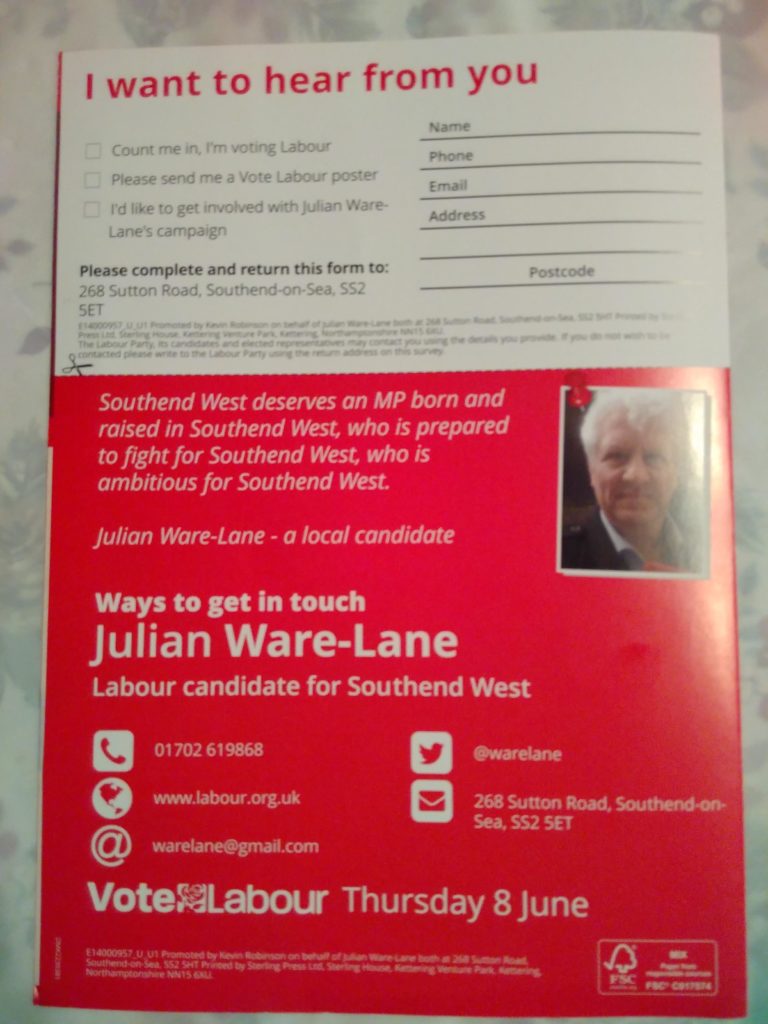 I want to hear from you
Count me in, I'm voting Labour
Please send me a Vote Labour poster
I'd like to get involved with Julian Ware-
Lane's campaign
Name
Phone
Email
Address
Postcode
Please complete and return this form to:
268 Sutton Road, Southend-on-Sea, SS2
5ET
E14000957_U_U1 Promoted by Kevin Robinson on behalf of Julian Ware-Lane both at 268 Sutton Road, Southend-on-Sea, SS2 5HT Printed by
Press Ltd, Sterling House, Kettering Venture Park, Kettering, Northamptonshire NN15 6XU.
The Labour Party, its candidates and elected representatives may contact you using the details you provide. If you do not wish to be
contacted please write to the Labour Party using the return address on this survey.
Southend West deserves an MP born and
raised in Southend West, who is prepared
to fight for Southend West, who is
ambitious for Southend West.
Julian Ware-Lane - a local candidate
Ways to get in touch
Julian Ware-Lane
Labour candidate for Southend West
01702 619868
@warelane
www.labour.org.uk
268 Sutton Road, Southend-on-
Sea, SS2 5ET
warelane@gmail.com
Vote Labour Thursday 8 June
E14000957_U_U1 Promoted by Kevin Robinson on behalf of Julian Ware-Lane both at 268 Sutton Road,
Southend-on-Sea, SS2 5HT Printed by Sterling Press Ltd, Sterling House, Kettering Venture Park, Kettering,
Northamptonshire NN15 6XU.
FSC
MIX
Paper from
responsible sources
FSC® C017574